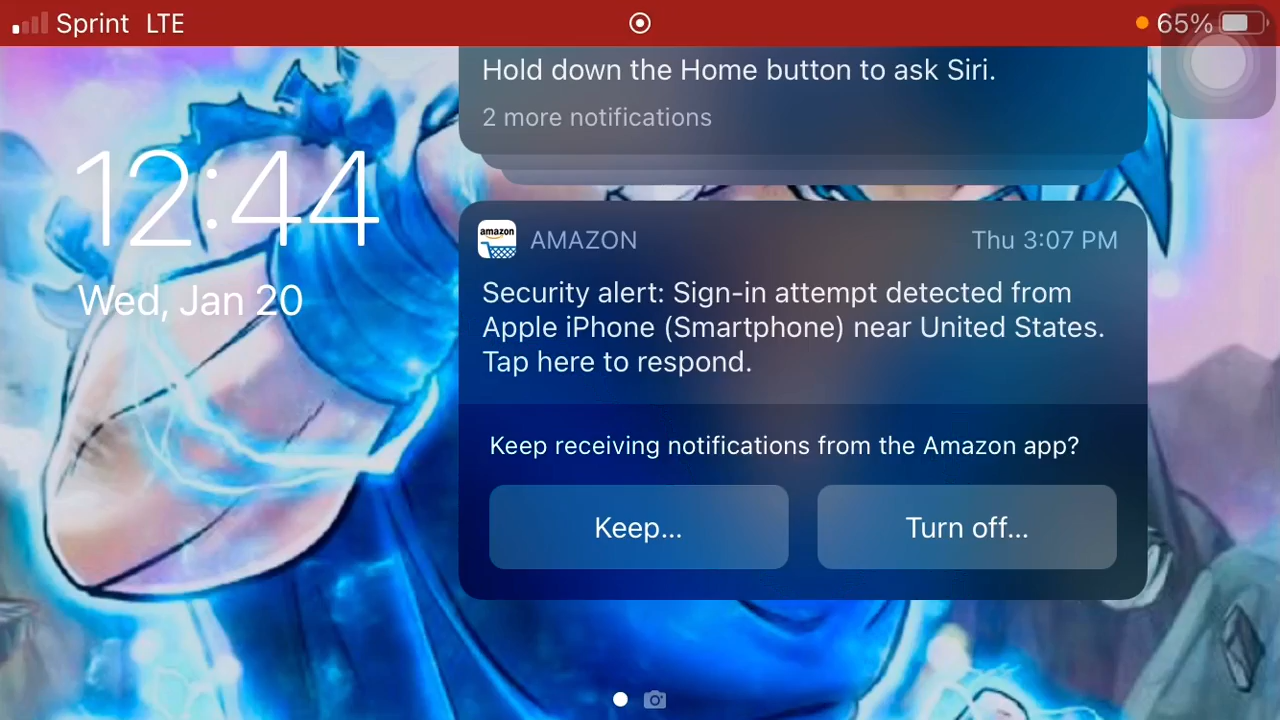 Sprint LTE
65%
Hold down the Home button to ask Siri.
2 more notifications
12:44
Wed, Jan 20
amazon
AMAZON
Thu 3:07 PM
Security alert: Sign-in attempt detected from
Apple iPhone (Smartphone) near United States.
Tap here to respond.
Keep receiving notifications from the Amazon app?
Keep...
Turn off...